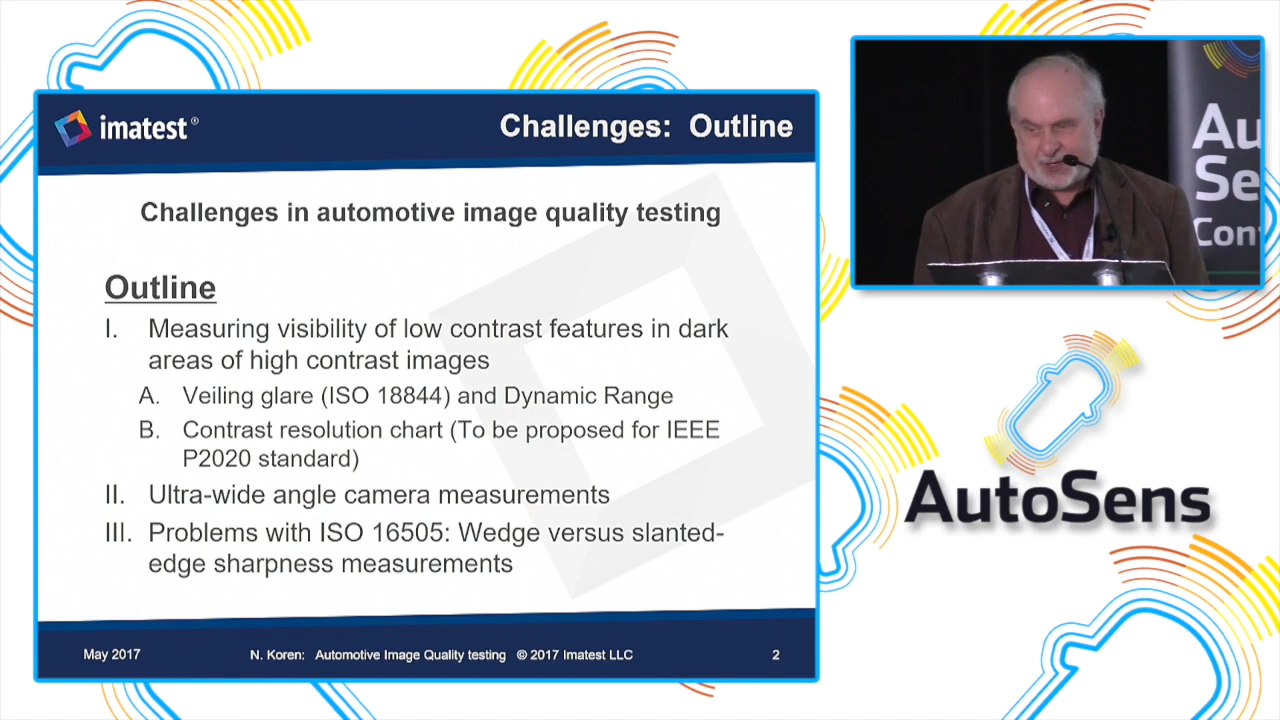 imatest®
Challenges: Outline
Challenges in automotive image quality testing
Outline
I. Measuring visibility of low contrast features in dark
areas of high contrast images
A. Veiling glare (ISO 18844) and Dynamic Range
B. Contrast resolution chart (To be proposed for IEEE
P2020 standard)
II. Ultra-wide angle camera measurements
III. Problems with ISO 16505: Wedge versus slanted-
edge sharpness measurements
May 2017 N. Koren: Automotive Image Quality testing © 2017 Imatest LLC 2
Au
Se
Con
AutoSens